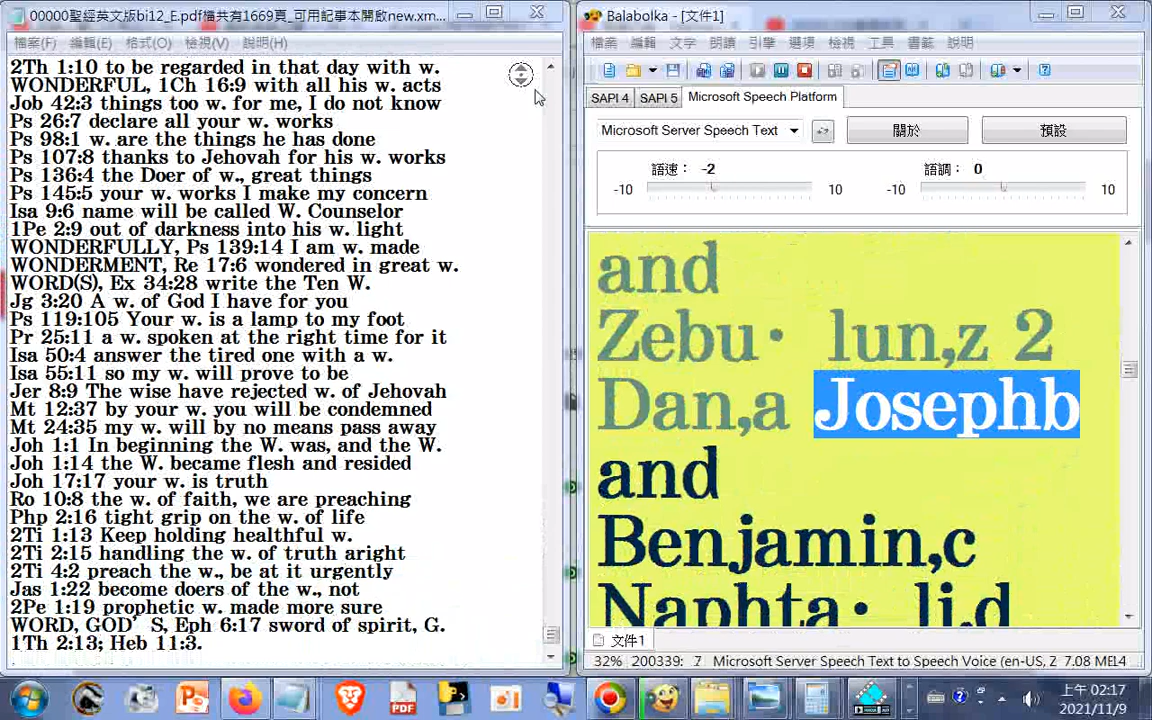 00000聖經英文版bi12_E.pdf檔共有1669頁_可用記事本開啟new.xm...
檔案(F) 編輯(E) 格式(O) 檢視(V) 說明(H)
2Th 1:10 to be regarded in that day with w.
WONDERFUL, 1Ch 16:9 with all his w. acts
Job 42:3 things too w. for me, I do not know
Ps 26:7 declare all your w. works
Ps 98:1 w. are the things he has done
Ps 107:8 thanks to Jehovah for his w. works
Ps 136:4 the Doer of w., great things
Ps 145:5 your w. works I make my concern
Isa 9:6 name will be called W. Counselor
1Pe 2:9 out of darkness into his w. light
WONDERFULLY, Ps 139:14 I am w. made
WONDERMENT, Re 17:6 wondered in great w.
WORD(S), Ex 34:28 write the Ten W.
Jg 3:20 A w. of God I have for you
Ps 119:105 Your w. is a lamp to my foot
Pr 25:11 a w. spoken at the right time for it
Isa 50:4 answer the tired one with a w.
Isa 55:11 so my w. will prove to be
Jer 8:9 The wise have rejected w. of Jehovah
Mt 12:37 by your w. you will be condemned
Mt 24:35 my w. will by no means pass away
Joh 1:1 In beginning the W. was, and the W.
Joh 1:14 the W. became flesh and resided
Joh 17:17 your w. is truth
Ro 10:8 the w. of faith, we are preaching
Php 2:16 tight grip on the w. of life
2Ti 1:13 Keep holding healthful w.
2Ti 2:15 handling the w. of truth aright
2Ti 4:2 preach the w., be at it urgently
Jas 1:22 become doers of the w., not
2Pe 1:19 prophetic w. made more sure
WORD, GOD'S, Eph 6:17 sword of spirit, G.
1Th 2:13; Heb 11:3.
Balabolka - [文件1]
檔案 編輯 文字 朗讀 引擎 選項 檢視 工具 書籤 說明
SAPI 4 SAPI 5 Microsoft Speech Platform
Microsoft Server Speech Text 關於 預設
語速： -2 語調： 0
-10 10 -10 10
and
Zebu· lun,z 2
Dan,a Josephb
and
Benjamin,c
Naphta· li,d
文件1
32% 200339: 7 Microsoft Server Speech Text to Speech Voice (en-US, Z 7.08 MEL4
PDF
上午 02:17
2021/11/9